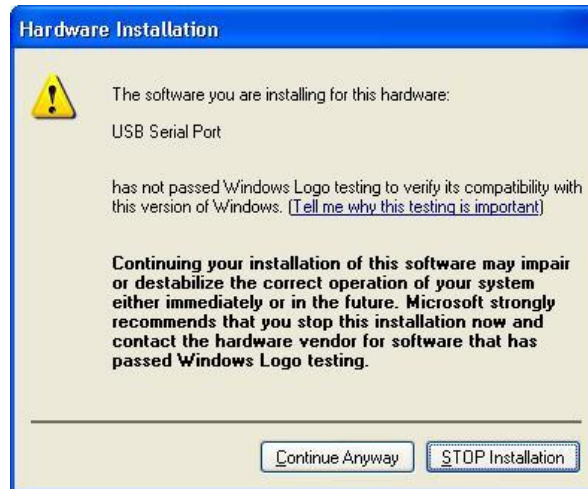 Hardware Installation
The software you are installing for this hardware:
USB Serial Port
has not passed Windows Logo testing to verify its compatibility with
this version of Windows. (Tell me why this testing is important)
Continuing your installation of this software may impair
or destabilize the correct operation of your system
either immediately or in the future. Microsoft strongly
recommends that you stop this installation now and
contact the hardware vendor for software that has
passed Windows Logo testing.
Continue Anyway
STOP Installation